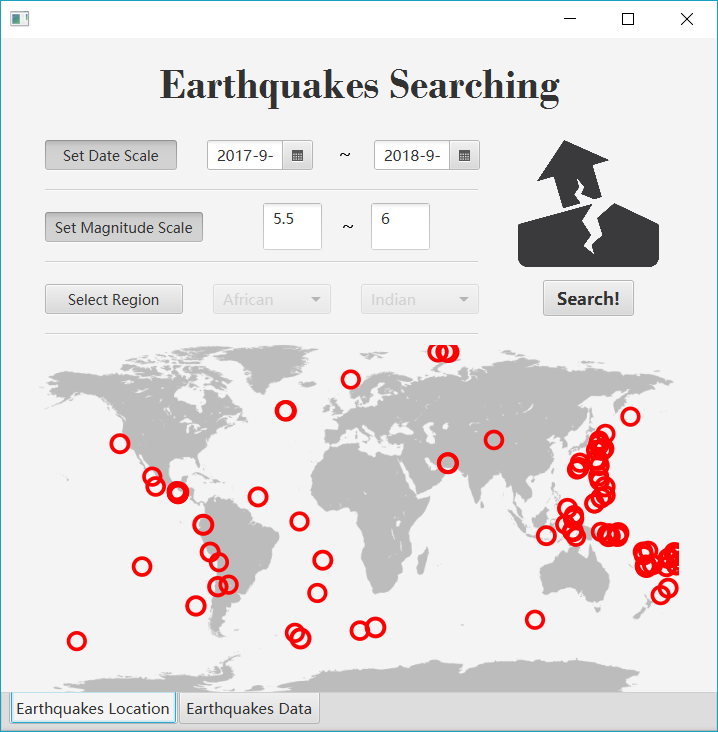 Earthquakes Searching
Set Date Scale 2017-9- ~ 2018-9-
Set Magnitude Scale 5.5 ~ 6
Select Region African Indian
Search!
Earthquakes Location Earthquakes Data